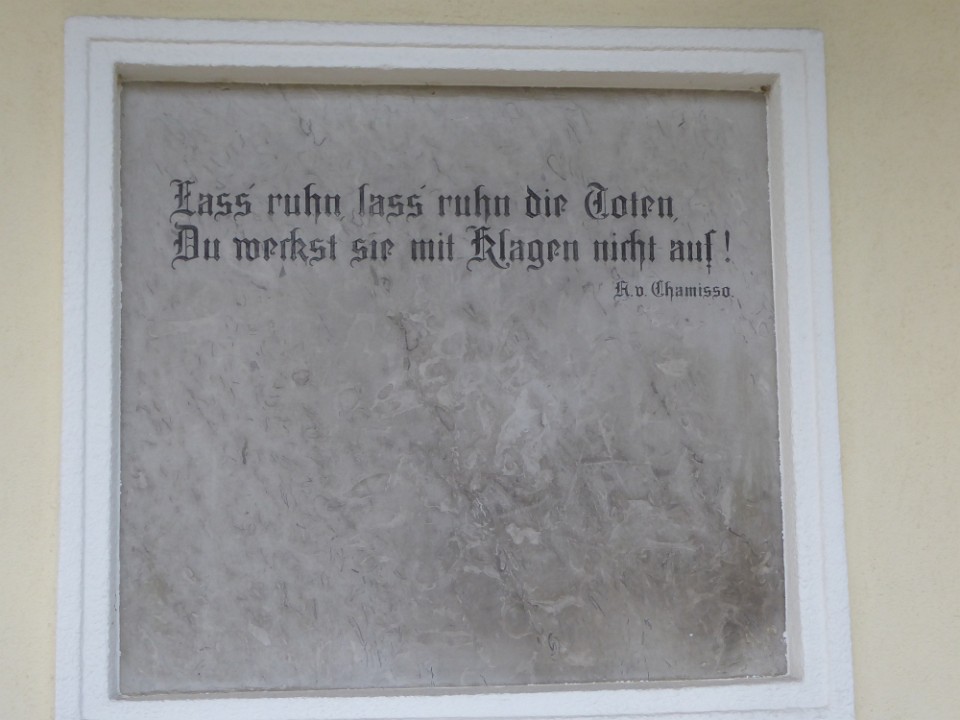 Lass' ruhn, lass' ruhn die Toten,
Du weckst sie mit Klagen nicht auf!
A. v. Chamisso.